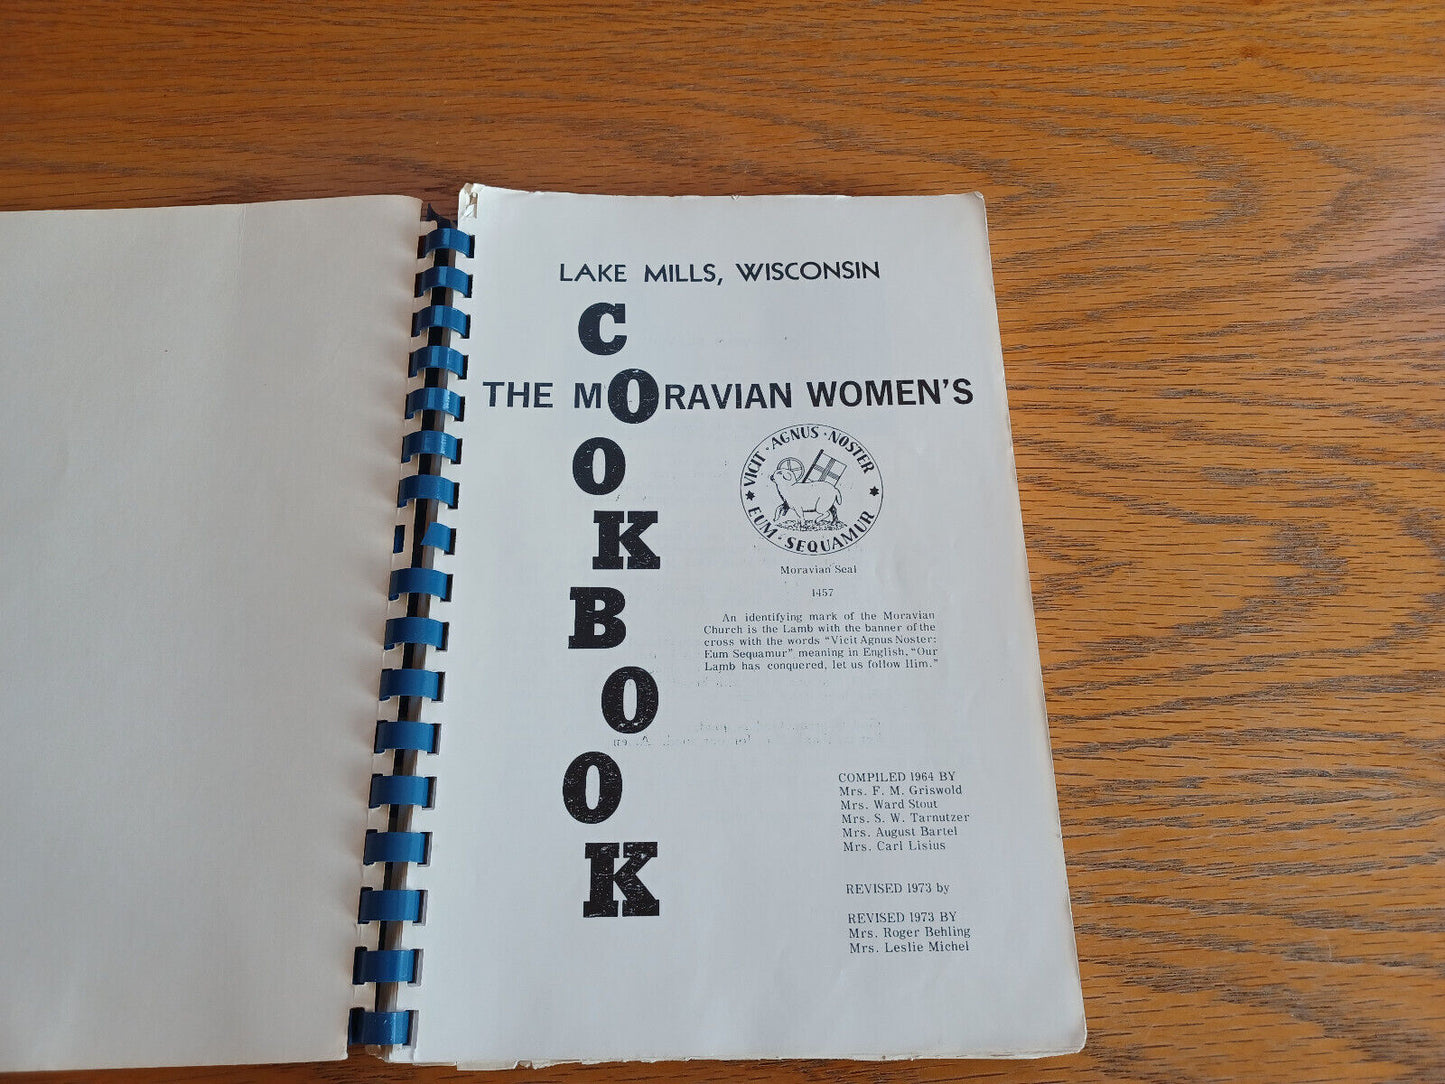 LAKE MILLS, WISCONSIN
THE MORAVIAN WOMEN'S
COOKBOOK
VICIT · AGNUS · NOSTER
EUM · SEQUAMUR
Moravian Seal
1457
An identifying mark of the Moravian
Church is the Lamb with the banner of the
cross with the words "Vicit Agnus Noster:
Eum Sequamur" meaning in English, "Our
Lamb has conquered, let us follow Him."
COMPILED 1964 BY
Mrs. F. M. Griswold
Mrs. Ward Stout
Mrs. S. W. Tarnutzer
Mrs. August Bartel
Mrs. Carl Lisius
REVISED 1973 by
REVISED 1973 BY
Mrs. Roger Behling
Mrs. Leslie Michel